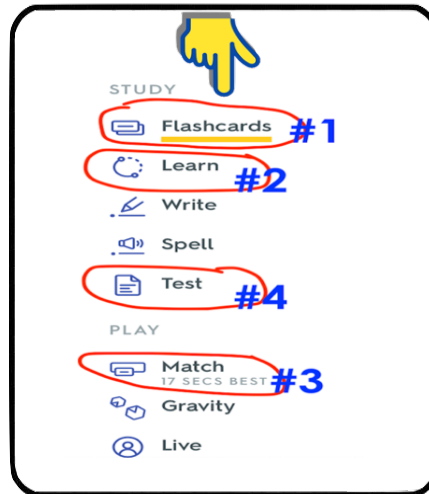 STUDY
Flashcards #1
Learn #2
Write
Spell
Test #4
PLAY
Match
17 SECS BEST #3
Gravity
Live